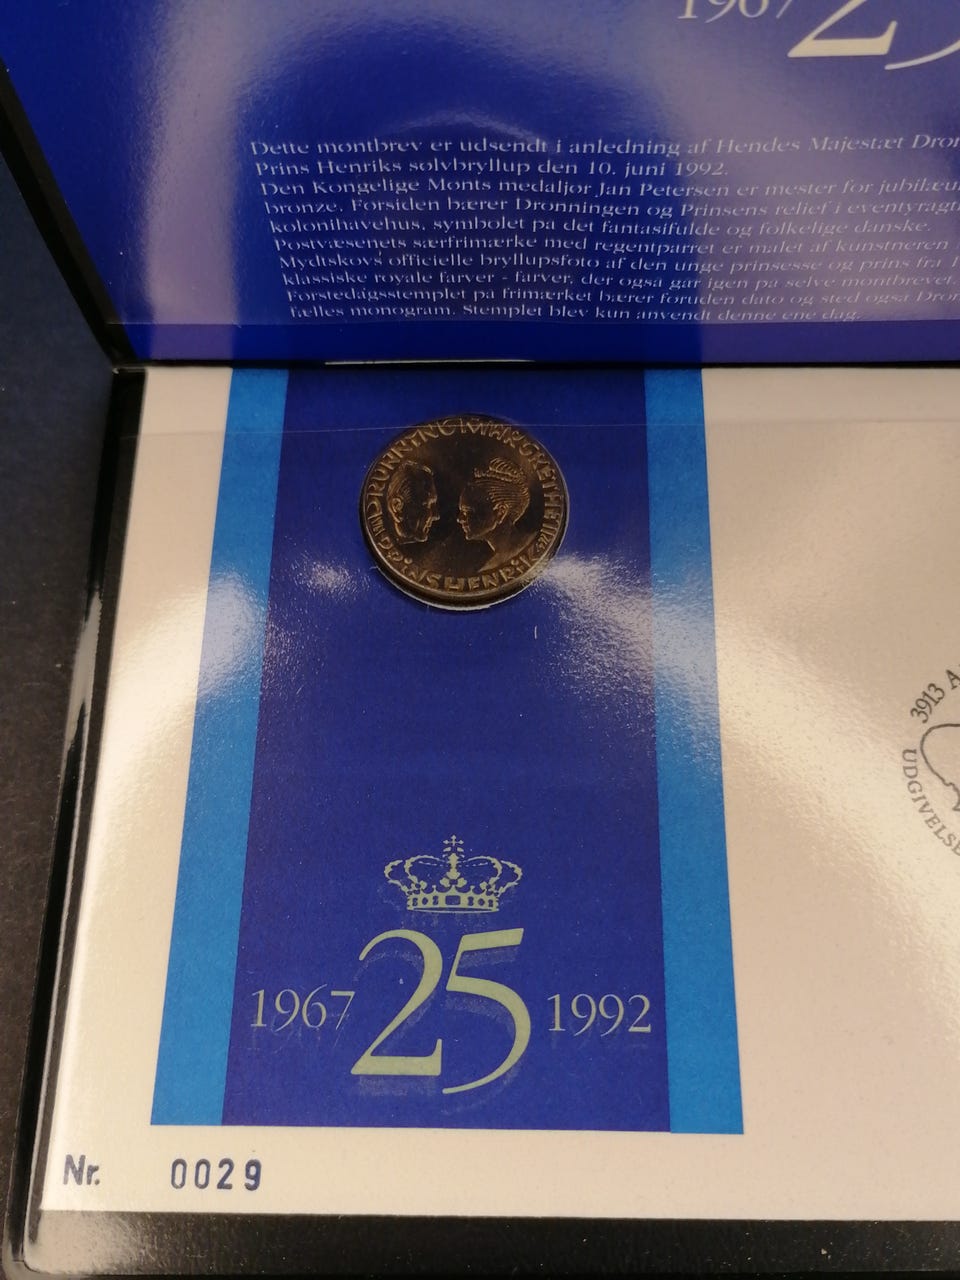 1967 25
Dette møntbrev er udsendt i anledning af Hendes Majestæt Dron
Prins Henriks sølvbryllup den 10. juni 1992.
Den Kongelige Mønts medaljør Jan Petersen er mester for jubilæu
bronze. Forsiden bærer Dronningen og Prinsens relief i eventyragti
kolonihavehus, symbolet på det fantasifulde og folkelige danske.
Postvæsenets særfrimærke med regentparret er malet af kunstneren
Mydtskovs officielle bryllupsfoto af den unge prinsesse og prins fra 1
klassiske royale farver - farver, der også går igen på selve møntbrevet.
Førstedagsstemplet på frimærket bærer foruden dato og sted også Dron
fælles monogram. Stemplet blev kun anvendt denne ene dag.
DRONNING MARGRETHE
PRINS HENRIK
3913 A
UDGIVELSE
1967 25 1992
Nr. 0029